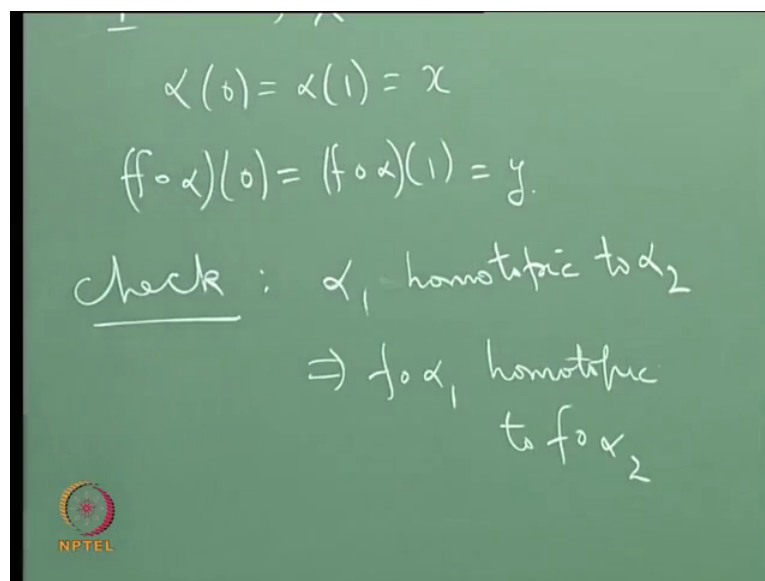 α(0) = α(1) = x
(f∘α)(0) = (f∘α)(1) = y.
Check : α₁ homotopic to α₂
⇒ f∘α₁ homotopic
to f∘α₂
NPTEL